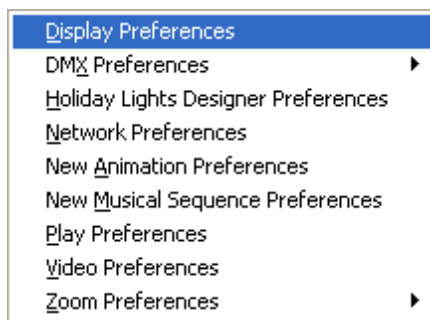 Display Preferences
DMX Preferences
Holiday Lights Designer Preferences
Network Preferences
New Animation Preferences
New Musical Sequence Preferences
Play Preferences
Video Preferences
Zoom Preferences